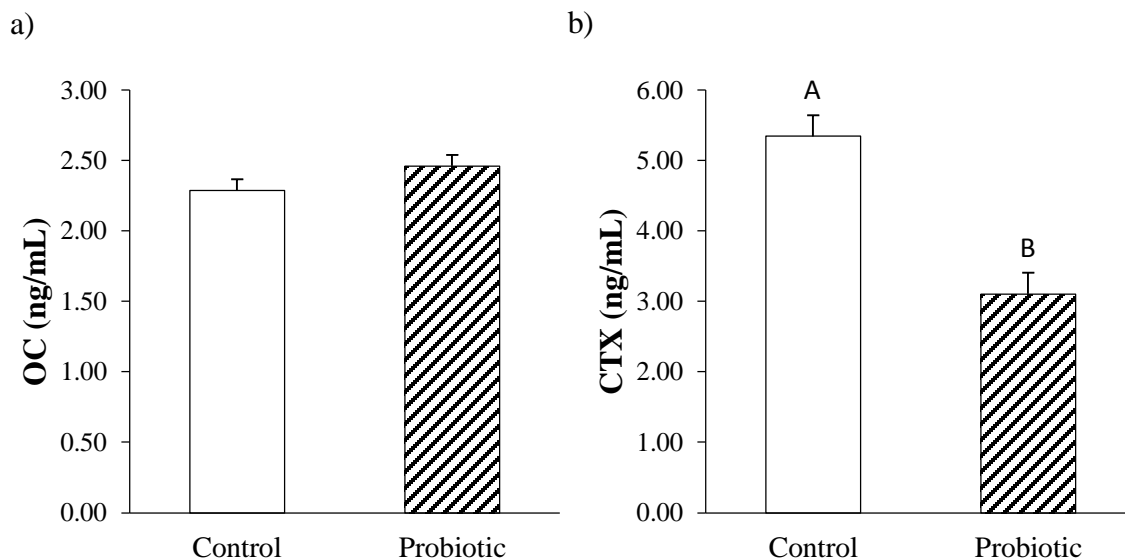 a)
3.00
2.50
2.00
1.50
1.00
0.50
0.00
OC (ng/mL)
Control
Probiotic
b)
6.00
5.00
4.00
3.00
2.00
1.00
0.00
CTX (ng/mL)
A
B
Control
Probiotic